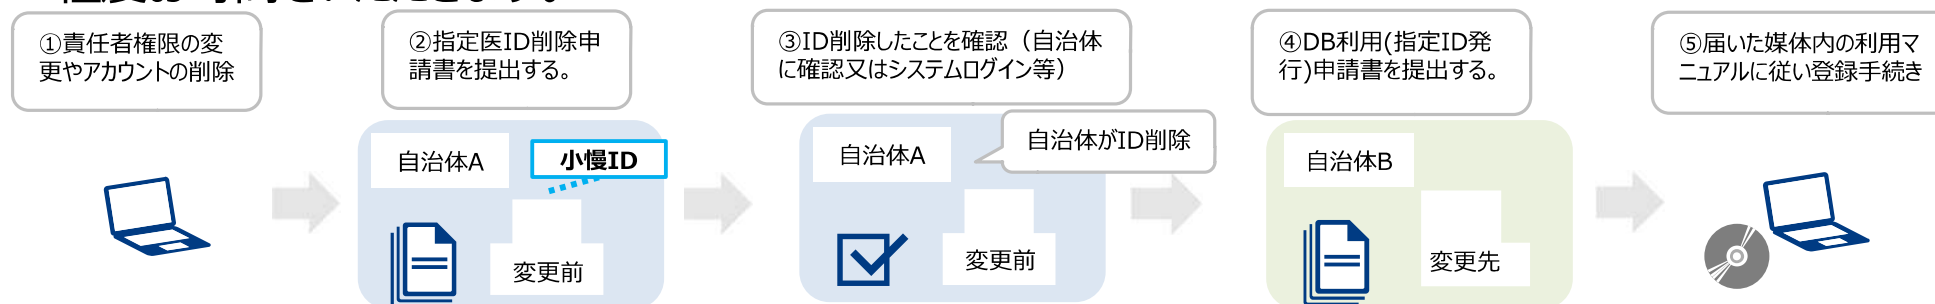 ①責任者権限の変
更やアカウントの削除
②指定医ID削除申
請書を提出する。
③ID削除したことを確認（自治体
に確認又はシステムログイン等）
④DB利用(指定ID発
行)申請書を提出する。
⑤届いた媒体内の利用マ
ニュアルに従い登録手続き
自治体A
小慢ID
変更前
自治体A
自治体がID削除
変更前
自治体B
変更先